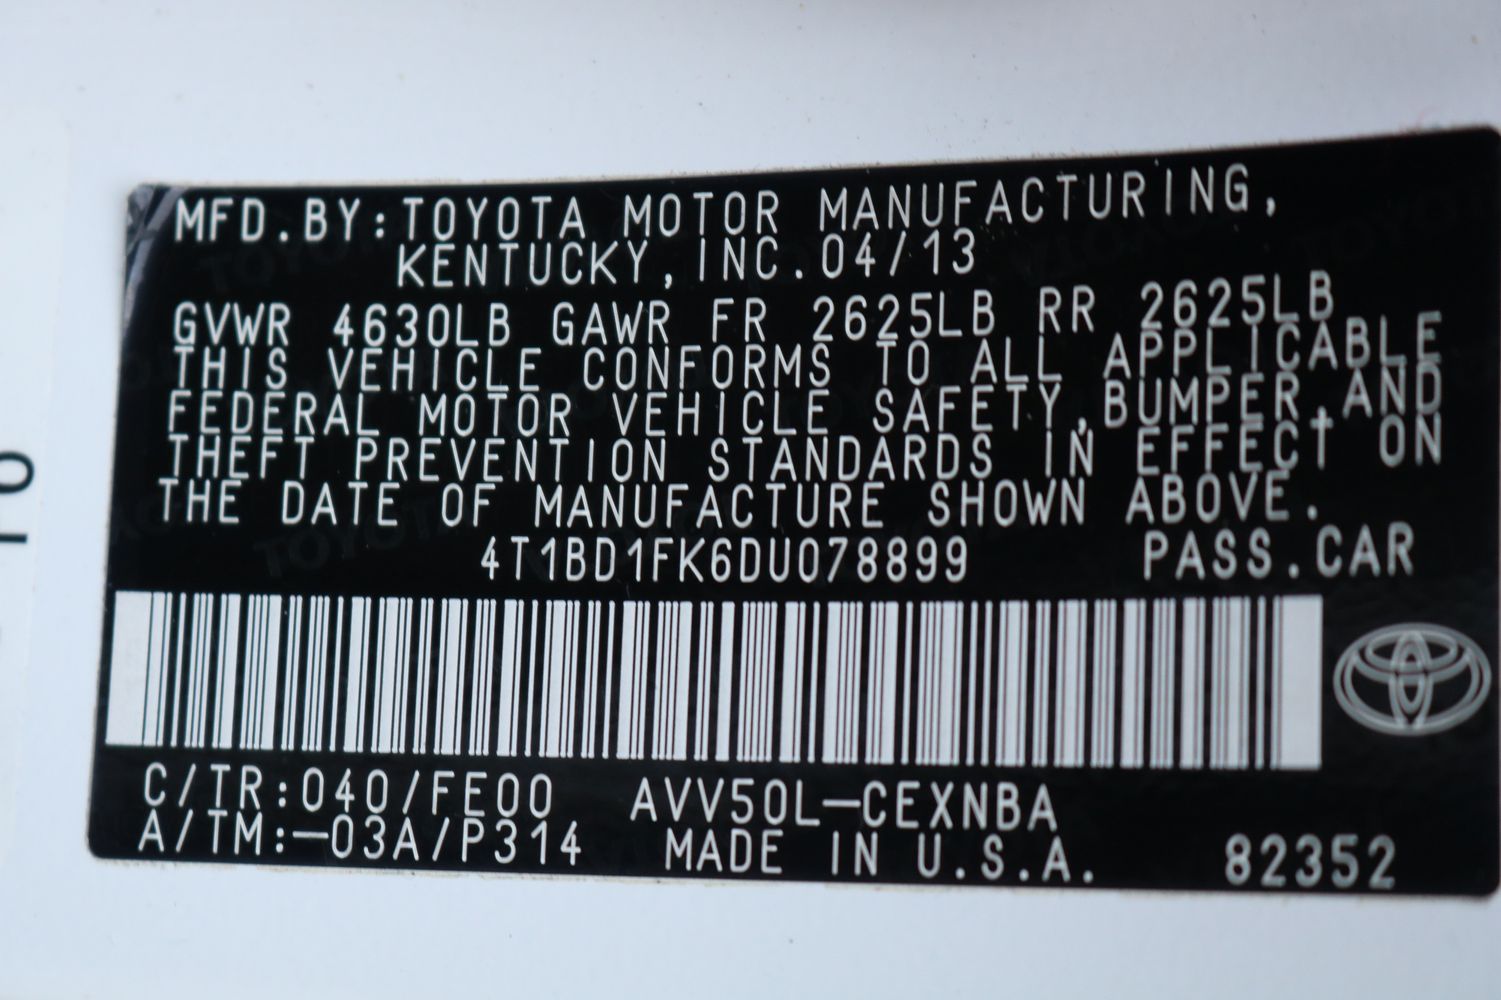 MFD.BY:TOYOTA MOTOR MANUFACTURING,
KENTUCKY,INC.04/13
GVWR 4630LB GAWR FR 2625LB RR 2625LB
THIS VEHICLE CONFORMS TO ALL APPLICABLE
FEDERAL MOTOR VEHICLE SAFETY,BUMPER,AND
THEFT PREVENTION STANDARDS IN EFFECT ON
THE DATE OF MANUFACTURE SHOWN ABOVE.
4T1BD1FK6DU078899 PASS.CAR
C/TR:040/FE00 AVV50L-CEXNBA
A/TM:-03A/P314 MADE IN U.S.A. 82352